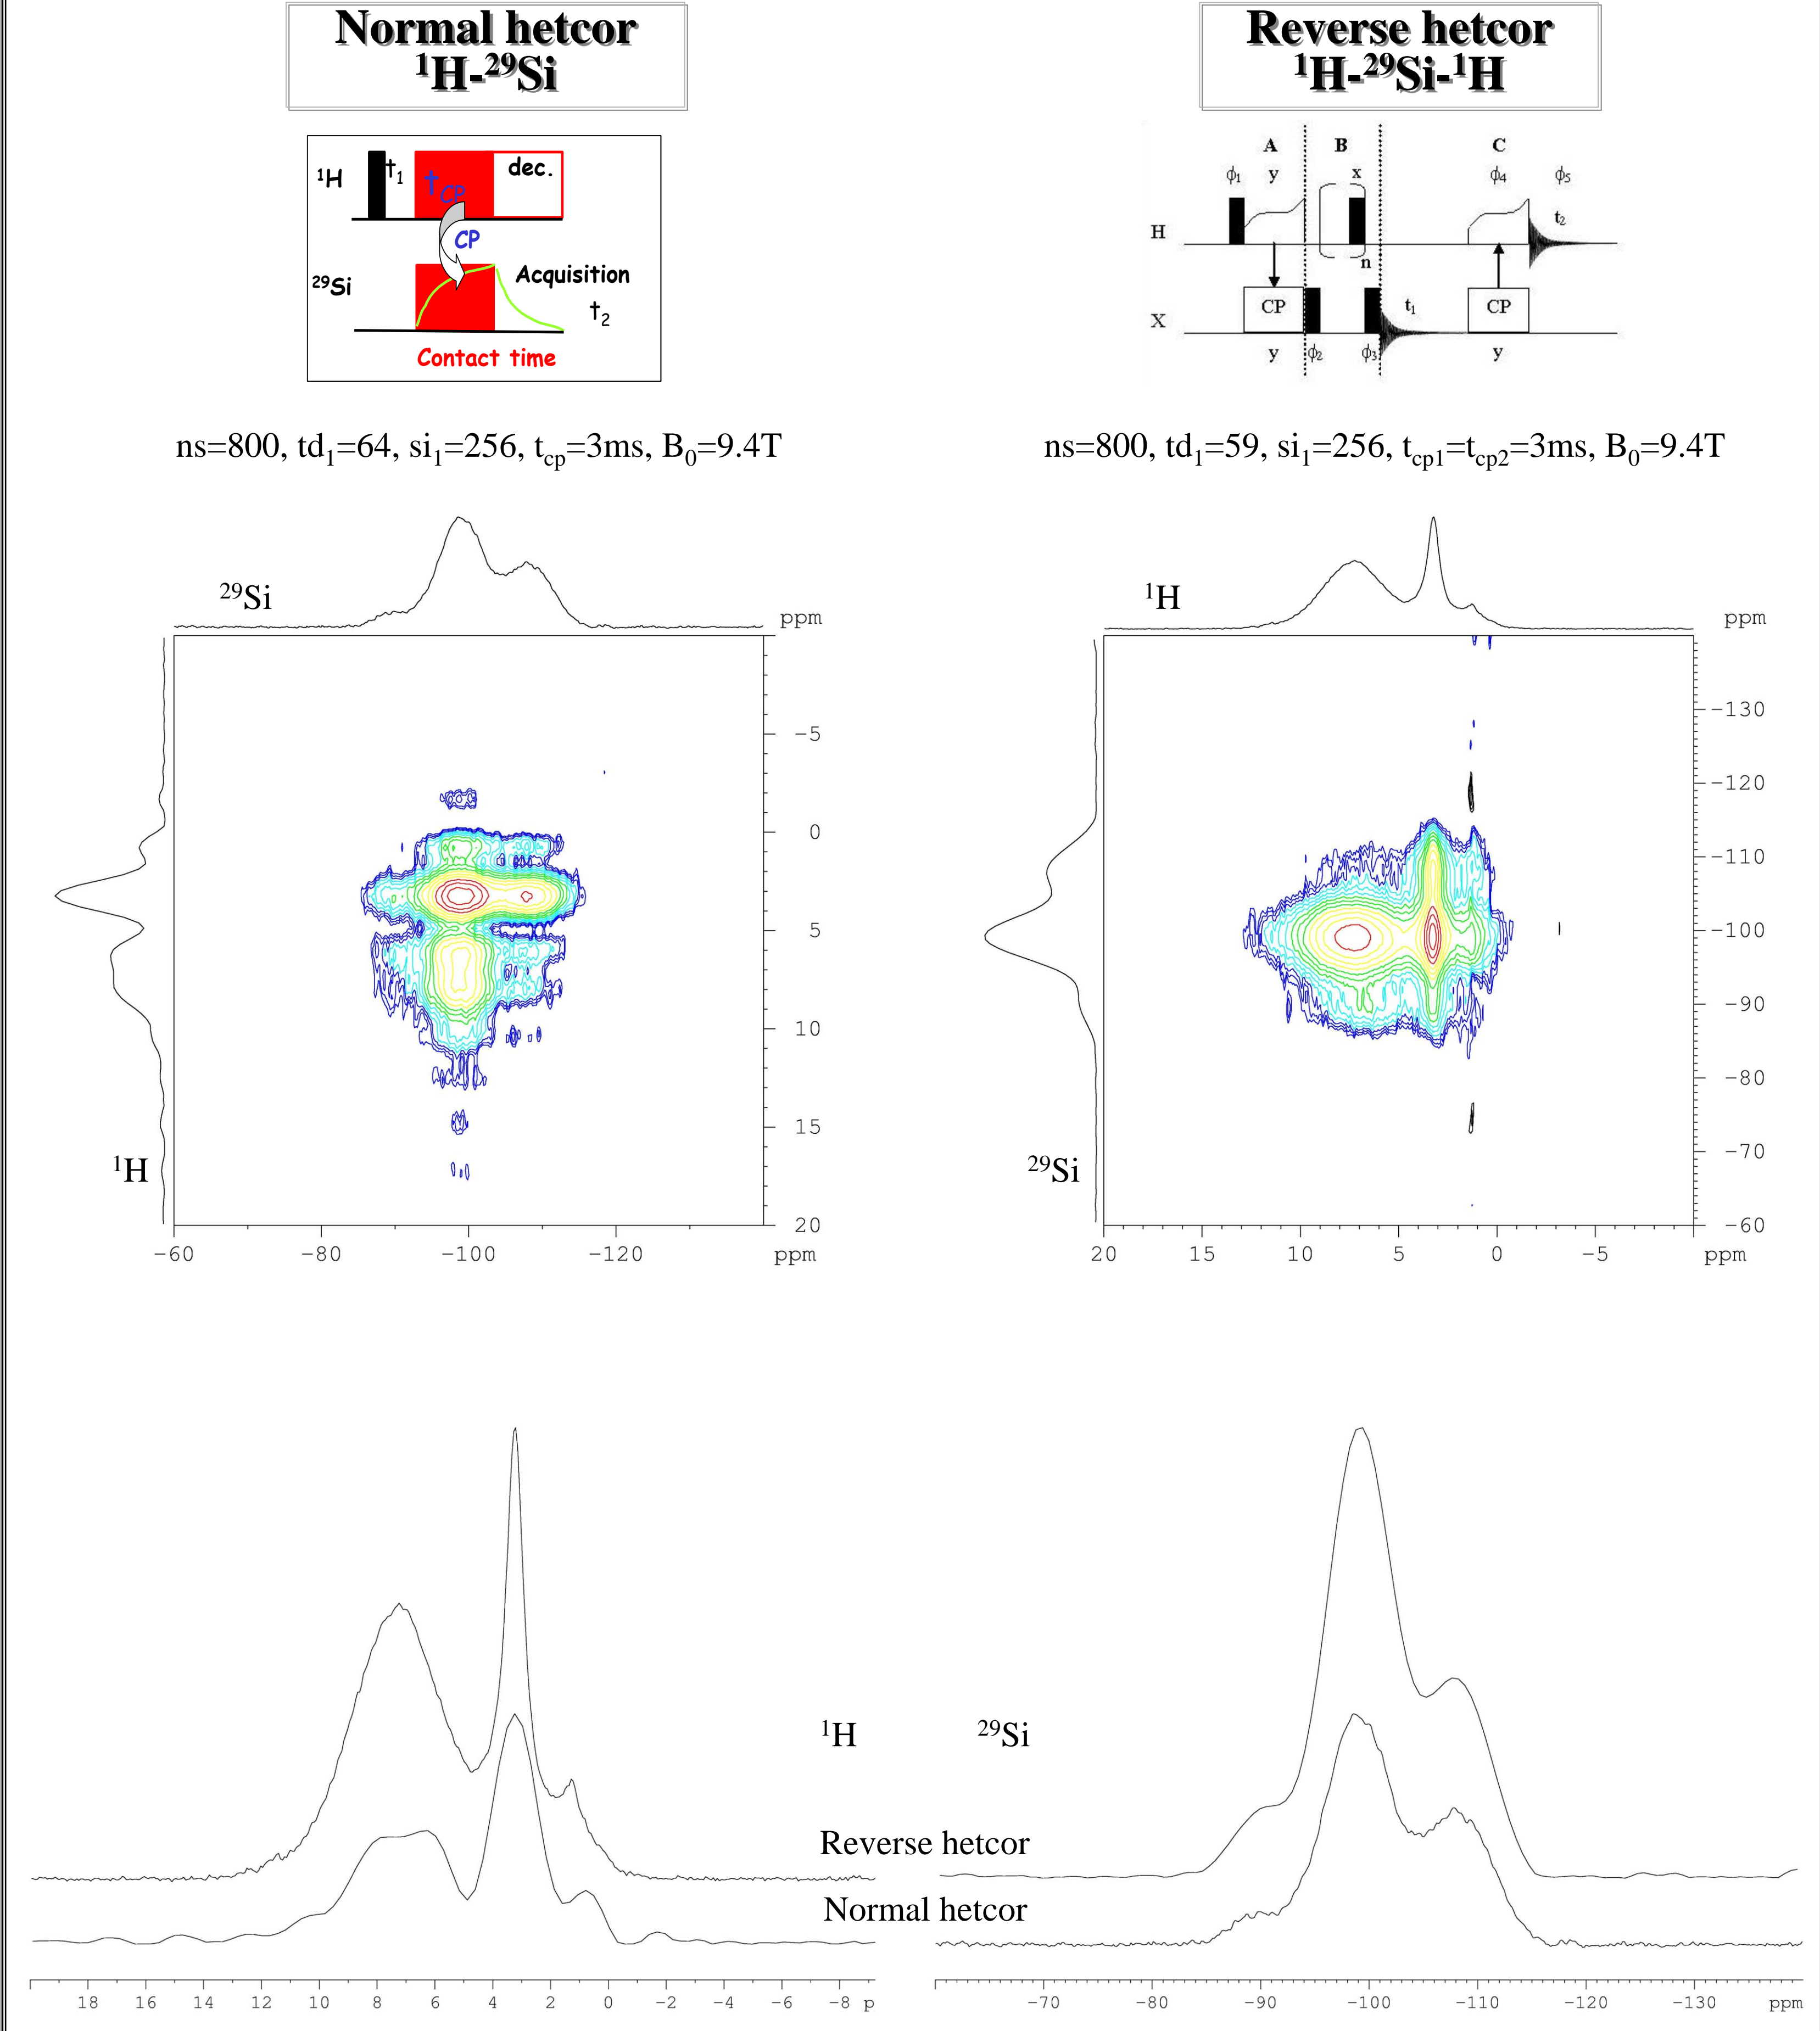 Normal hetcor
¹H-²⁹Si
Reverse hetcor
¹H-²⁹Si-¹H
¹H t₁ t_CP dec.
CP
²⁹Si Acquisition
t₂
Contact time
A B C
ϕ₁ y x ϕ₄ ϕ₅
t₂
H
n
CP t₁ CP
X
y ϕ₂ ϕ₃ y
ns=800, td₁=64, si₁=256, t_cp=3ms, B₀=9.4T
ns=800, td₁=59, si₁=256, t_cp1=t_cp2=3ms, B₀=9.4T
²⁹Si
ppm
-5
0
5
10
15
20
¹H
-60 -80 -100 -120 ppm
¹H
ppm
-130
-120
-110
-100
-90
-80
-70
-60
²⁹Si
20 15 10 5 0 -5 ppm
¹H ²⁹Si
Reverse hetcor
Normal hetcor
18 16 14 12 10 8 6 4 2 0 -2 -4 -6 -8 p
-70 -80 -90 -100 -110 -120 -130 ppm